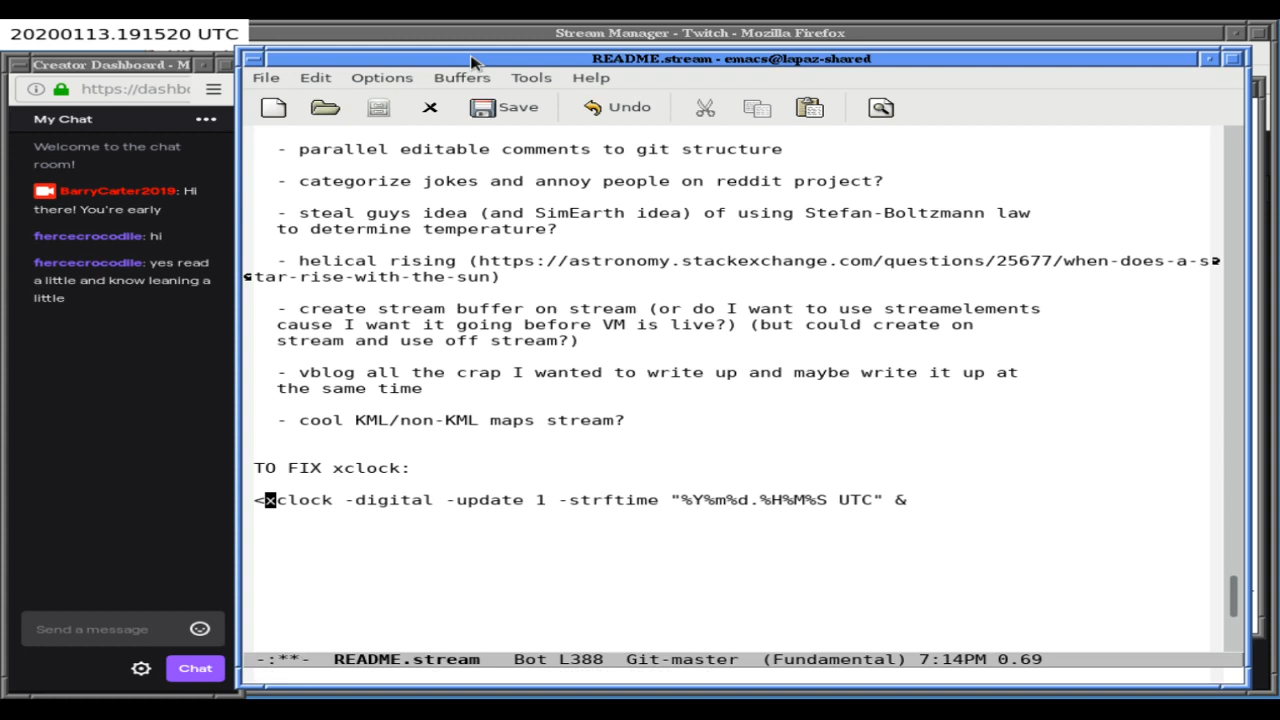 20200113.191520 UTC
Stream Manager - Twitch - Mozilla Firefox
Creator Dashboard - M
https://dashbo
My Chat
Welcome to the chat
room!
BarryCarter2019: Hi
there! You're early
fiercecrocodile: hi
fiercecrocodile: yes read
a little and know leaning a
little
Send a message
Chat
README.stream - emacs@lapaz-shared
File Edit Options Buffers Tools Help
Save Undo
- parallel editable comments to git structure
- categorize jokes and annoy people on reddit project?
- steal guys idea (and SimEarth idea) of using Stefan-Boltzmann law
to determine temperature?
- helical rising (https://astronomy.stackexchange.com/questions/25677/when-does-a-s
tar-rise-with-the-sun)
- create stream buffer on stream (or do I want to use streamelements
cause I want it going before VM is live?) (but could create on
stream and use off stream?)
- vblog all the crap I wanted to write up and maybe write it up at
the same time
- cool KML/non-KML maps stream?
TO FIX xclock:
<xclock -digital -update 1 -strftime "%Y%m%d.%H%M%S UTC" &
-:**- README.stream Bot L388 Git-master (Fundamental) 7:14PM 0.69